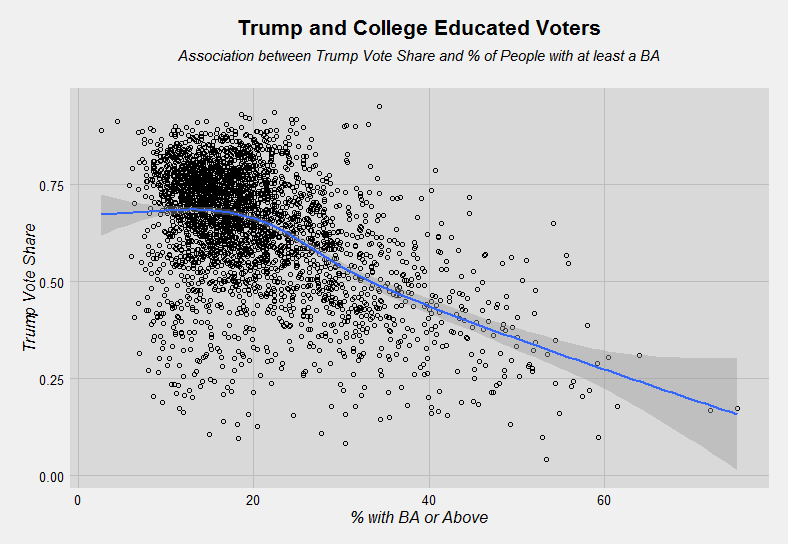 Trump and College Educated Voters
Association between Trump Vote Share and % of People with at least a BA
Trump Vote Share
0.75
0.50
0.25
0.00
0
20
40
60
% with BA or Above